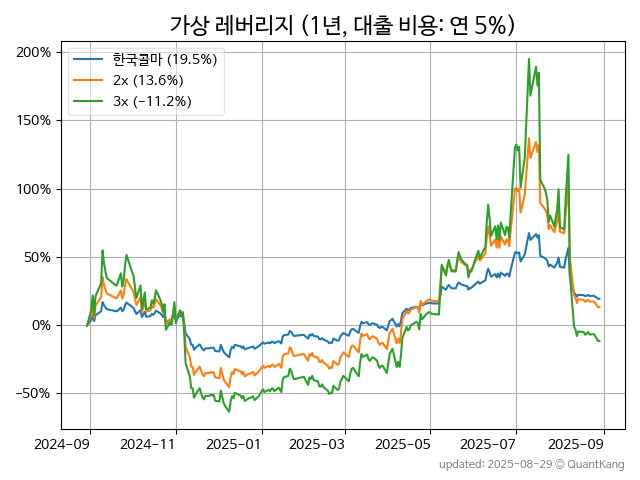 가상 레버리지 (1년, 대출 비용: 연 5%)
한국콜마 (19.5%)
2x (13.6%)
3x (−11.2%)
200%
150%
100%
50%
0%
−50%
2024-09 2024-11 2025-01 2025-03 2025-05 2025-07 2025-09
updated: 2025-08-29 © QuantKang